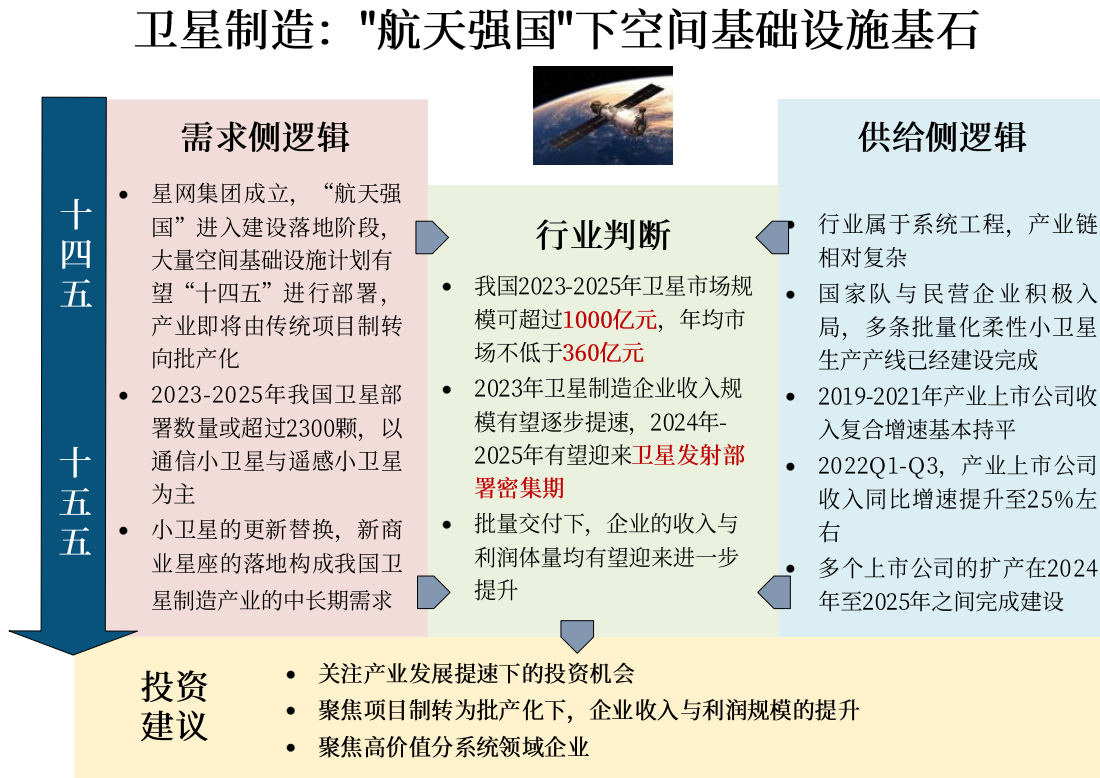 卫星制造："航天强国"下空间基础设施基石
十四五
十五五
需求侧逻辑
• 星网集团成立，“航天强
国”进入建设落地阶段，
大量空间基础设施计划有
望“十四五”进行部署，
产业即将由传统项目制转
向批产化
• 2023-2025年我国卫星部
署数量或超过2300颗，以
通信小卫星与遥感小卫星
为主
• 小卫星的更新替换，新商
业星座的落地构成我国卫
星制造产业的中长期需求
行业判断
• 我国2023-2025年卫星市场规
模可超过1000亿元，年均市
场不低于360亿元
• 2023年卫星制造企业收入规
模有望逐步提速，2024年-
2025年有望迎来卫星发射部
署密集期
• 批量交付下，企业的收入与
利润体量均有望迎来进一步
提升
供给侧逻辑
• 行业属于系统工程，产业链
相对复杂
• 国家队与民营企业积极入
局，多条批量化柔性小卫星
生产产线已经建设完成
• 2019-2021年产业上市公司收
入复合增速基本持平
• 2022Q1-Q3，产业上市公司
收入同比增速提升至25%左
右
• 多个上市公司的扩产在2024
年至2025年之间完成建设
投资
建议
• 关注产业发展提速下的投资机会
• 聚焦项目制转为批产化下，企业收入与利润规模的提升
• 聚焦高价值分系统领域企业